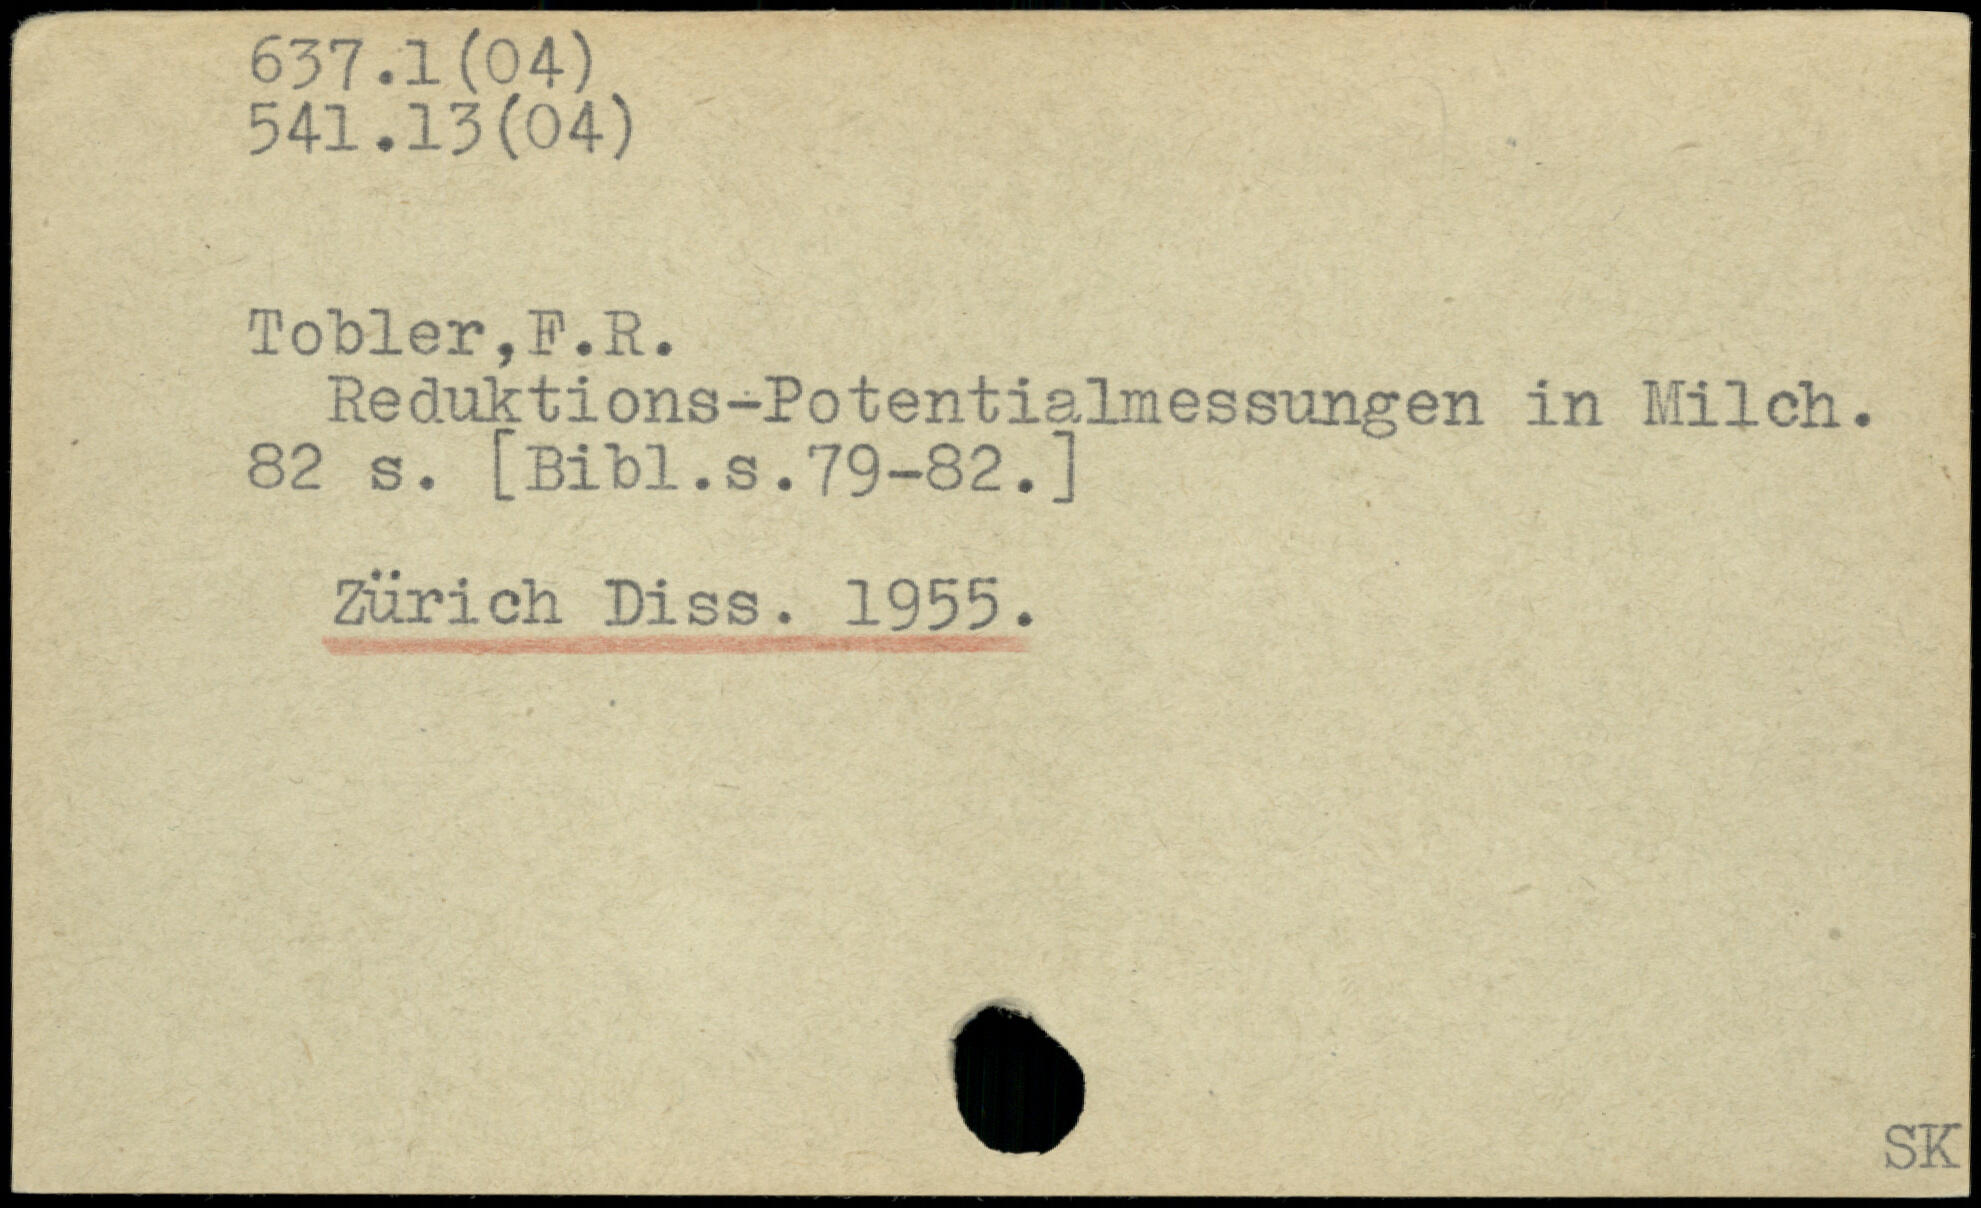 637.1(04)
541.13(04)
Tobler,F.R.
Reduktions-Potentialmessungen in Milch.
82 s. [Bibl.s.79-82.]
Zürich Diss. 1955.
SK